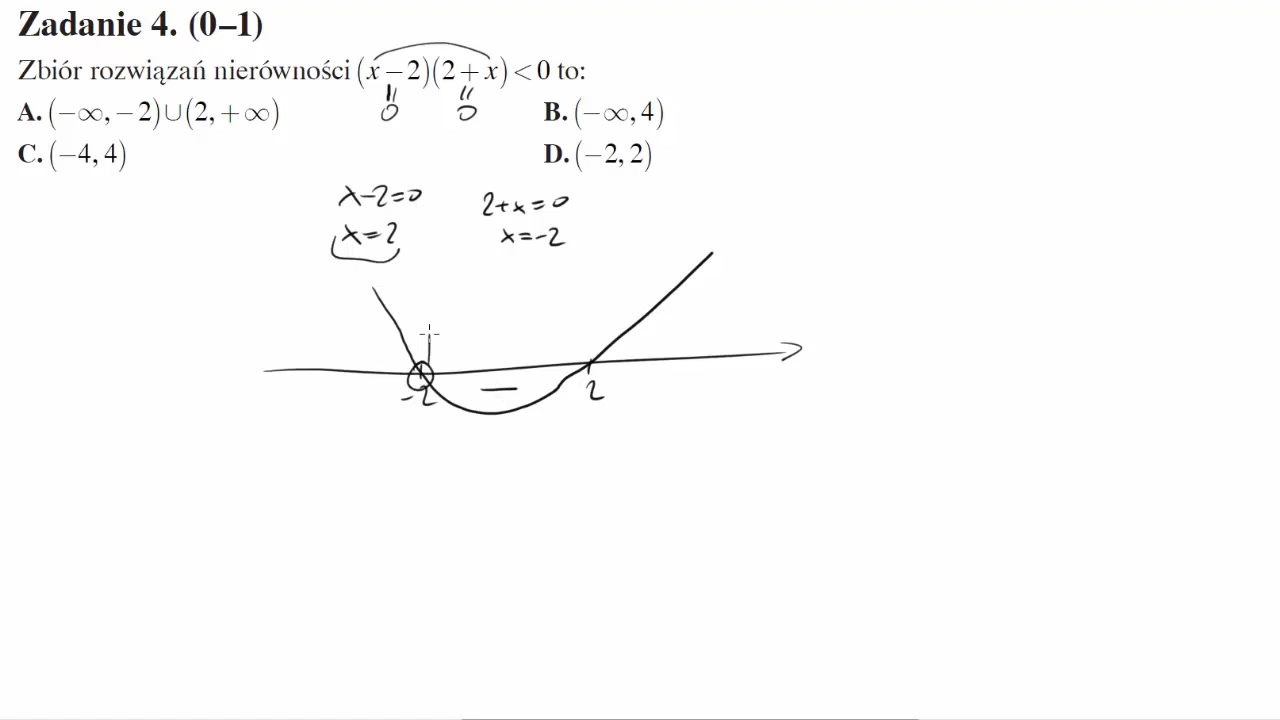 Zadanie 4. (0–1)
Zbiór rozwiązań nierówności (x−2)(2+x)<0 to:
0 0
A. (−∞,−2)∪(2,+∞) B. (−∞,4)
C. (−4,4) D. (−2,2)
x−2=0 2+x=0
x=2 x=−2
−
−2 2